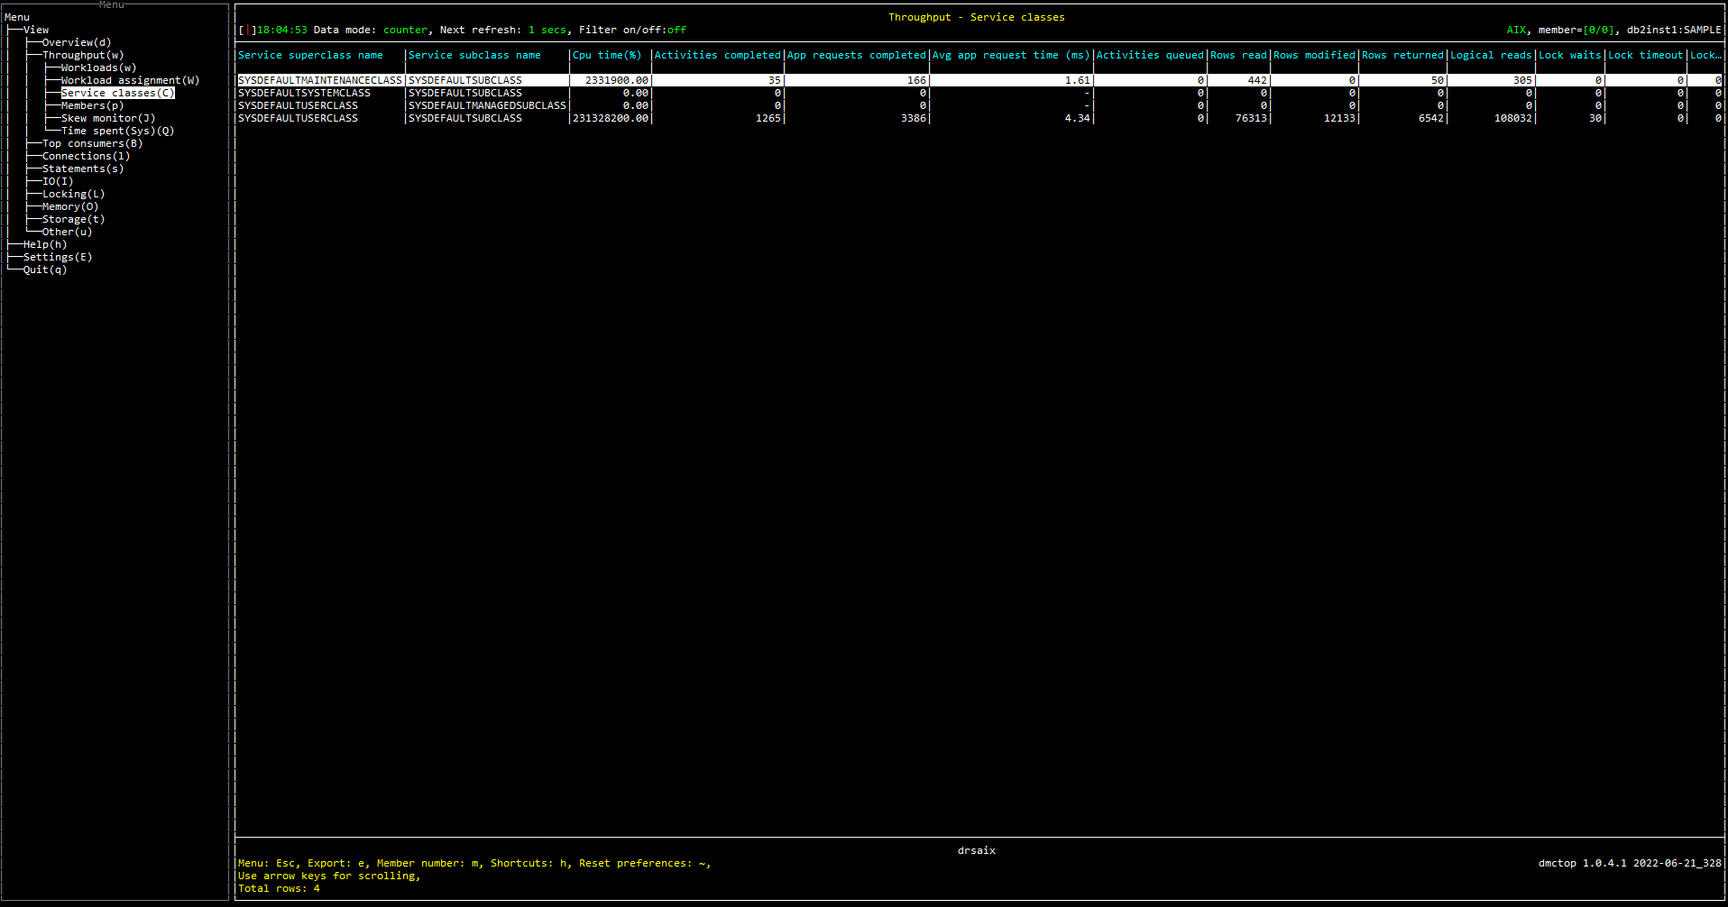 Menu
Menu
View
Overview(d)
Throughput(w)
Workloads(w)
Workload assignment(W)
Service classes(C)
Members(p)
Skew monitor(J)
Time spent(Sys)(Q)
Top consumers(B)
Connections(l)
Statements(s)
IO(I)
Locking(L)
Memory(O)
Storage(t)
Other(u)
Help(h)
Settings(E)
Quit(q)
Throughput - Service classes
[|]18:04:53 Data mode: counter, Next refresh: 1 secs, Filter on/off:off AIX, member=[0/0], db2inst1:SAMPLE
Service superclass name |Service subclass name |Cpu time(%) |Activities completed|App requests completed|Avg app request time (ms)|Activities queued|Rows read|Rows modified|Rows returned|Logical reads|Lock waits|Lock timeout|Lock…
SYSDEFAULTMAINTENANCECLASS|SYSDEFAULTSUBCLASS | 2331900.00| 35| 166| 1.61| 0| 442| 0| 50| 305| 0| 0| 0
SYSDEFAULTSYSTEMCLASS |SYSDEFAULTSUBCLASS | 0.00| 0| 0| -| 0| 0| 0| 0| 0| 0| 0| 0
SYSDEFAULTUSERCLASS |SYSDEFAULTMANAGEDSUBCLASS| 0.00| 0| 0| -| 0| 0| 0| 0| 0| 0| 0| 0
SYSDEFAULTUSERCLASS |SYSDEFAULTSUBCLASS |231328200.00| 1265| 3386| 4.34| 0| 76313| 12133| 6542| 108032| 30| 0| 0
drsaix
Menu: Esc, Export: e, Member number: m, Shortcuts: h, Reset preferences: ~, dmctop 1.0.4.1 2022-06-21_328
Use arrow keys for scrolling,
Total rows: 4